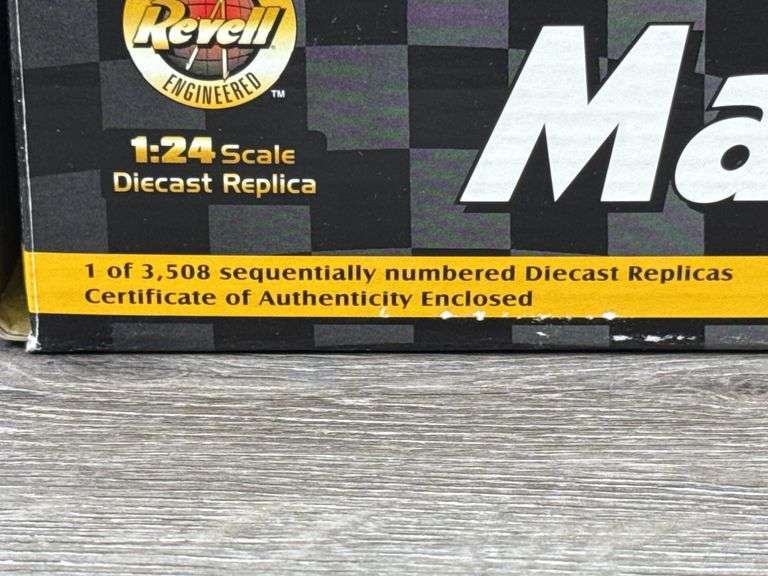 Revell
ENGINEERED
TM
1:24 Scale
Diecast Replica
Ma
1 of 3,508 sequentially numbered Diecast Replicas
Certificate of Authenticity Enclosed